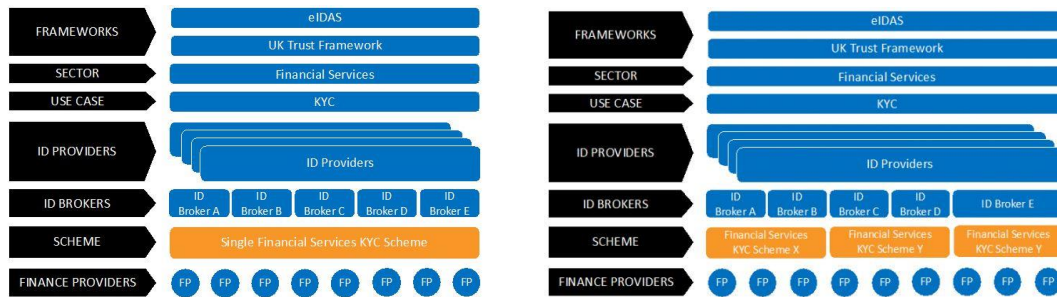 FRAMEWORKS
eIDAS
UK Trust Framework
SECTOR
Financial Services
USE CASE
KYC
ID PROVIDERS
ID Providers
ID BROKERS
ID Broker A
ID Broker B
ID Broker C
ID Broker D
ID Broker E
SCHEME
Single Financial Services KYC Scheme
FINANCE PROVIDERS
FP FP FP FP FP FP FP FP
FRAMEWORKS
eIDAS
UK Trust Framework
SECTOR
Financial Services
USE CASE
KYC
ID PROVIDERS
ID Providers
ID BROKERS
ID Broker A
ID Broker B
ID Broker C
ID Broker D
ID Broker E
SCHEME
Financial Services
KYC Scheme X
Financial Services
KYC Scheme Y
Financial Services
KYC Scheme Y
FINANCE PROVIDERS
FP FP FP FP FP FP FP FP FP